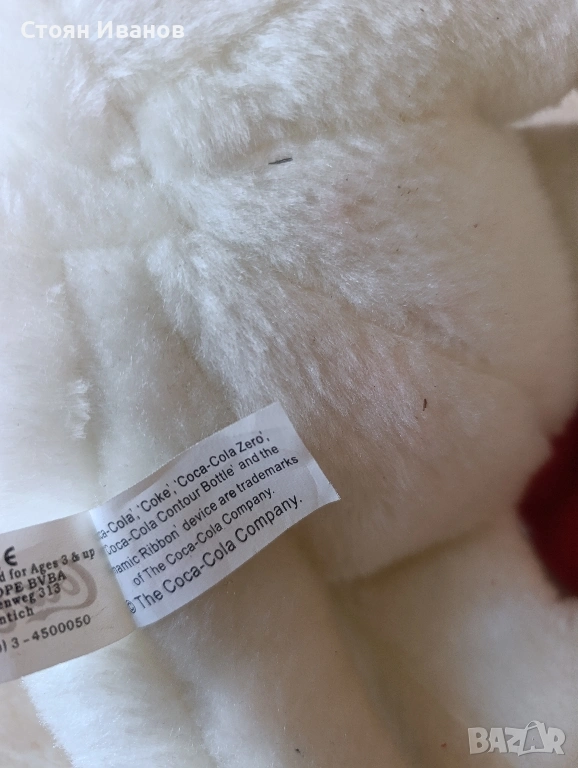 Стоян Иванов
ca-Cola', 'Coke', 'Coca-Cola Zero',
Coca-Cola Contour Bottle' and the
amic Ribbon' device are trademarks
of The Coca-Cola Company.
© The Coca-Cola Company.
CE
d for Ages 3 & up
OPE BVBA
enweg 313
ntich
0) 3-4500050
BAZAR